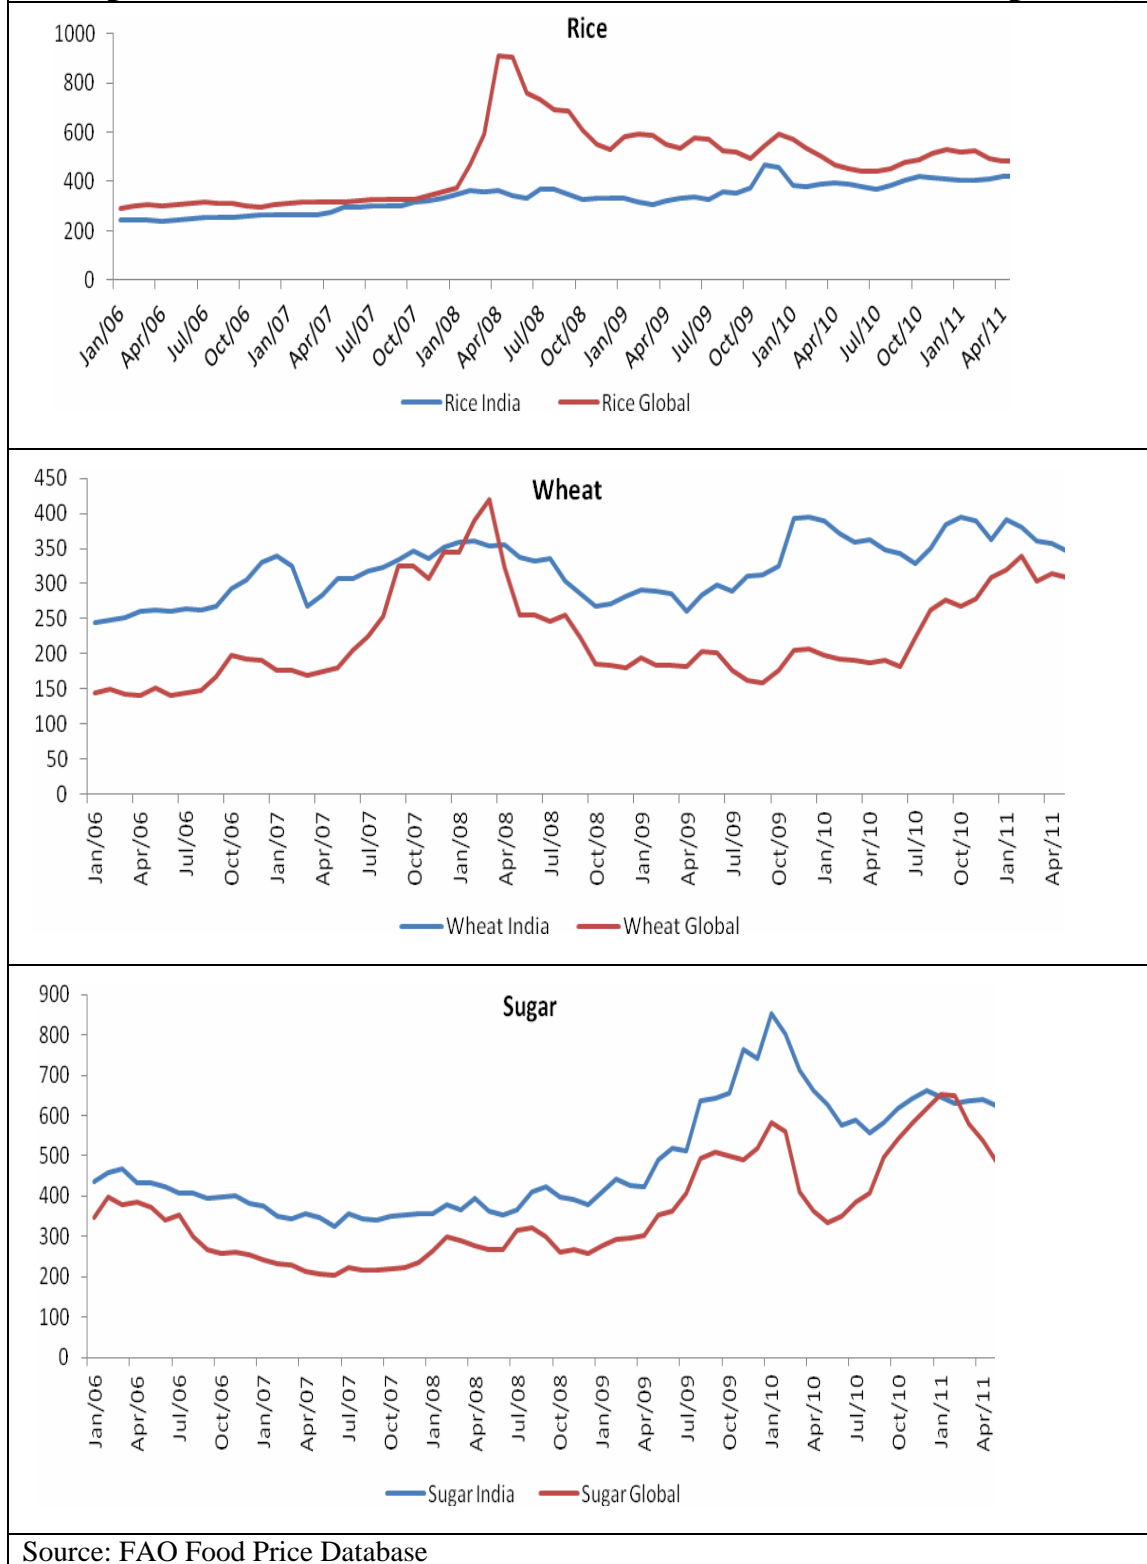 Rice
1000
800
600
400
200
0
Jan/06 Apr/06 Jul/06 Oct/06 Jan/07 Apr/07 Jul/07 Oct/07 Jan/08 Apr/08 Jul/08 Oct/08 Jan/09 Apr/09 Jul/09 Oct/09 Jan/10 Apr/10 Jul/10 Oct/10 Jan/11 Apr/11
Rice India Rice Global
Wheat
450
400
350
300
250
200
150
100
50
0
Jan/06 Apr/06 Jul/06 Oct/06 Jan/07 Apr/07 Jul/07 Oct/07 Jan/08 Apr/08 Jul/08 Oct/08 Jan/09 Apr/09 Jul/09 Oct/09 Jan/10 Apr/10 Jul/10 Oct/10 Jan/11 Apr/11
Wheat India Wheat Global
Sugar
900
800
700
600
500
400
300
200
100
0
Jan/06 Apr/06 Jul/06 Oct/06 Jan/07 Apr/07 Jul/07 Oct/07 Jan/08 Apr/08 Jul/08 Oct/08 Jan/09 Apr/09 Jul/09 Oct/09 Jan/10 Apr/10 Jul/10 Oct/10 Jan/11 Apr/11
Sugar India Sugar Global
Source: FAO Food Price Database